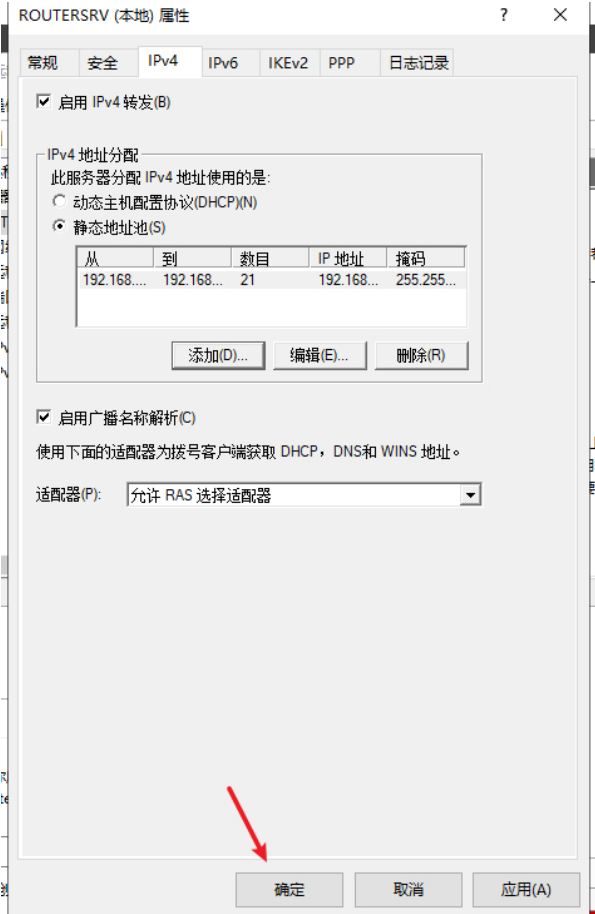 ROUTERSRV (本地) 属性
?
常规 安全 IPv4 IPv6 IKEv2 PPP 日志记录
启用 IPv4 转发(B)
IPv4 地址分配
此服务器分配 IPv4 地址使用的是:
动态主机配置协议(DHCP)(N)
静态地址池(S)
从 到 数目 IP 地址 掩码
192.168.... 192.168... 21 192.168... 255.255...
添加(D)... 编辑(E)... 删除(R)
启用广播名称解析(C)
使用下面的适配器为拨号客户端获取 DHCP，DNS和 WINS 地址。
适配器(P): 允许 RAS 选择适配器
确定 取消 应用(A)